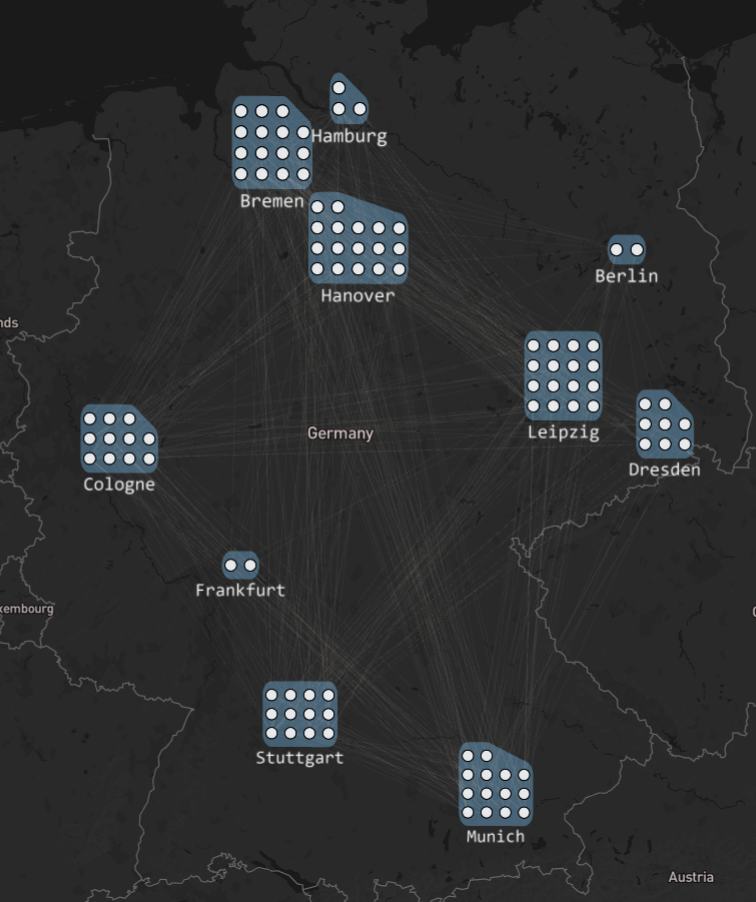 Hamburg
Bremen
Berlin
Hanover
nds
Germany
Leipzig
Dresden
Cologne
Frankfurt
xembourg
Stuttgart
Munich
Austria